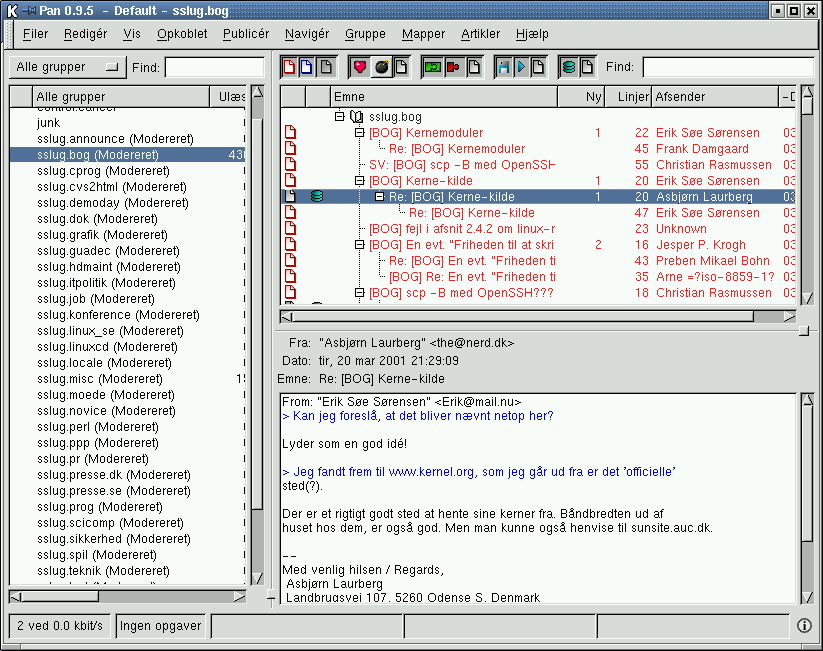 Pan 0.9.5 - Default - sslug.bog
Filer Redigér Vis Opkoblet Publicér Navigér Gruppe Mapper Artikler Hjælp
Alle grupper Find: Find:
Alle grupper Ulæs
junk
sslug.announce (Modereret)
sslug.bog (Modereret) 430
sslug.cprog (Modereret)
sslug.cvs2html (Modereret)
sslug.demoday (Modereret)
sslug.dok (Modereret)
sslug.grafik (Modereret)
sslug.guadec (Modereret)
sslug.hdmaint (Modereret)
sslug.itpolitik (Modereret)
sslug.job (Modereret)
sslug.konference (Modereret)
sslug.linux_se (Modereret)
sslug.linuxcd (Modereret)
sslug.locale (Modereret)
sslug.misc (Modereret)
sslug.moede (Modereret)
sslug.novice (Modereret)
sslug.perl (Modereret)
sslug.ppp (Modereret)
sslug.pr (Modereret)
sslug.presse.dk (Modereret)
sslug.presse.se (Modereret)
sslug.prog (Modereret)
sslug.scicomp (Modereret)
sslug.sikkerhed (Modereret)
sslug.spil (Modereret)
sslug.teknik (Modereret)
Emne Ny Linjer Afsender
sslug.bog
[BOG] Kernemoduler 1 22 Erik Søe Sørensen 03
Re: [BOG] Kernemoduler 45 Frank Damgaard 03
SV: [BOG] scp -B med OpenSSH 55 Christian Rasmussen 03
[BOG] Kerne-kilde 1 20 Erik Søe Sørensen 03
Re: [BOG] Kerne-kilde 1 20 Asbjørn Laurberg 03
Re: [BOG] Kerne-kilde 47 Erik Søe Sørensen 03
[BOG] fejl i afsnit 2.4.2 om linux-r 23 Unknown 03
[BOG] En evt. "Friheden til at skri 2 16 Jesper P. Krogh 03
Re: [BOG] En evt. "Friheden ti 43 Preben Mikael Bohn 03
[BOG] Re: En evt. "Friheden ti 35 Arne =?iso-8859-1? 03
[BOG] scp -B med OpenSSH??? 18 Christian Rasmussen 03
Fra: "Asbjørn Laurberg" <the@nerd.dk>
Dato: tir, 20 mar 2001 21:29:09
Emne: Re: [BOG] Kerne-kilde
From: "Erik Søe Sørensen" <Erik@mail.nu>
> Kan jeg foreslå, at det bliver nævnt netop her?
Lyder som en god idé!
> Jeg fandt frem til www.kernel.org, som jeg går ud fra er det 'officielle'
sted(?).
Der er et rigtigt godt sted at hente sine kerner fra. Båndbredten ud af
huset hos dem, er også god. Men man kunne også henvise til sunsite.auc.dk.
--
Med venlig hilsen / Regards,
Asbjørn Laurberg
Landbrugsvej 107, 5260 Odense S, Denmark
2 ved 0.0 kbit/s Ingen opgaver